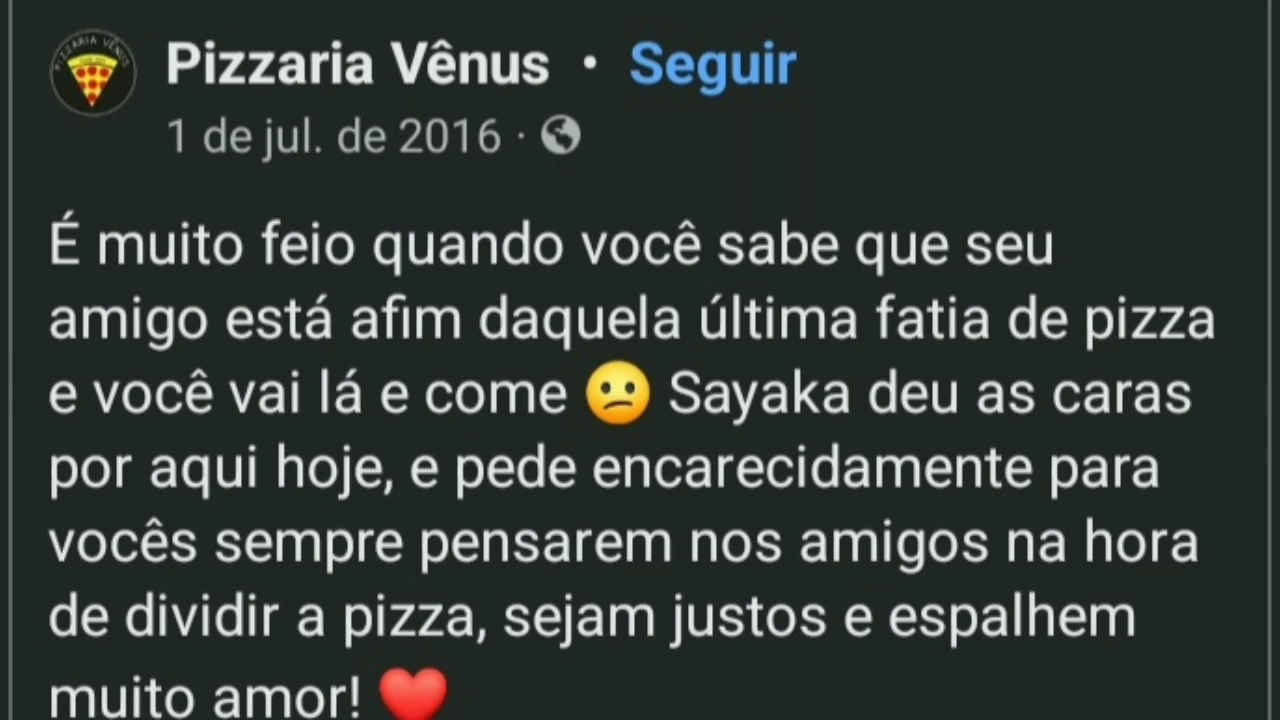 PIZZARIA VÊNUS
Pizzaria Vênus • Seguir
1 de jul. de 2016 ·
É muito feio quando você sabe que seu
amigo está afim daquela última fatia de pizza
e você vai lá e come 😕 Sayaka deu as caras
por aqui hoje, e pede encarecidamente para
vocês sempre pensarem nos amigos na hora
de dividir a pizza, sejam justos e espalhem
muito amor! ❤️